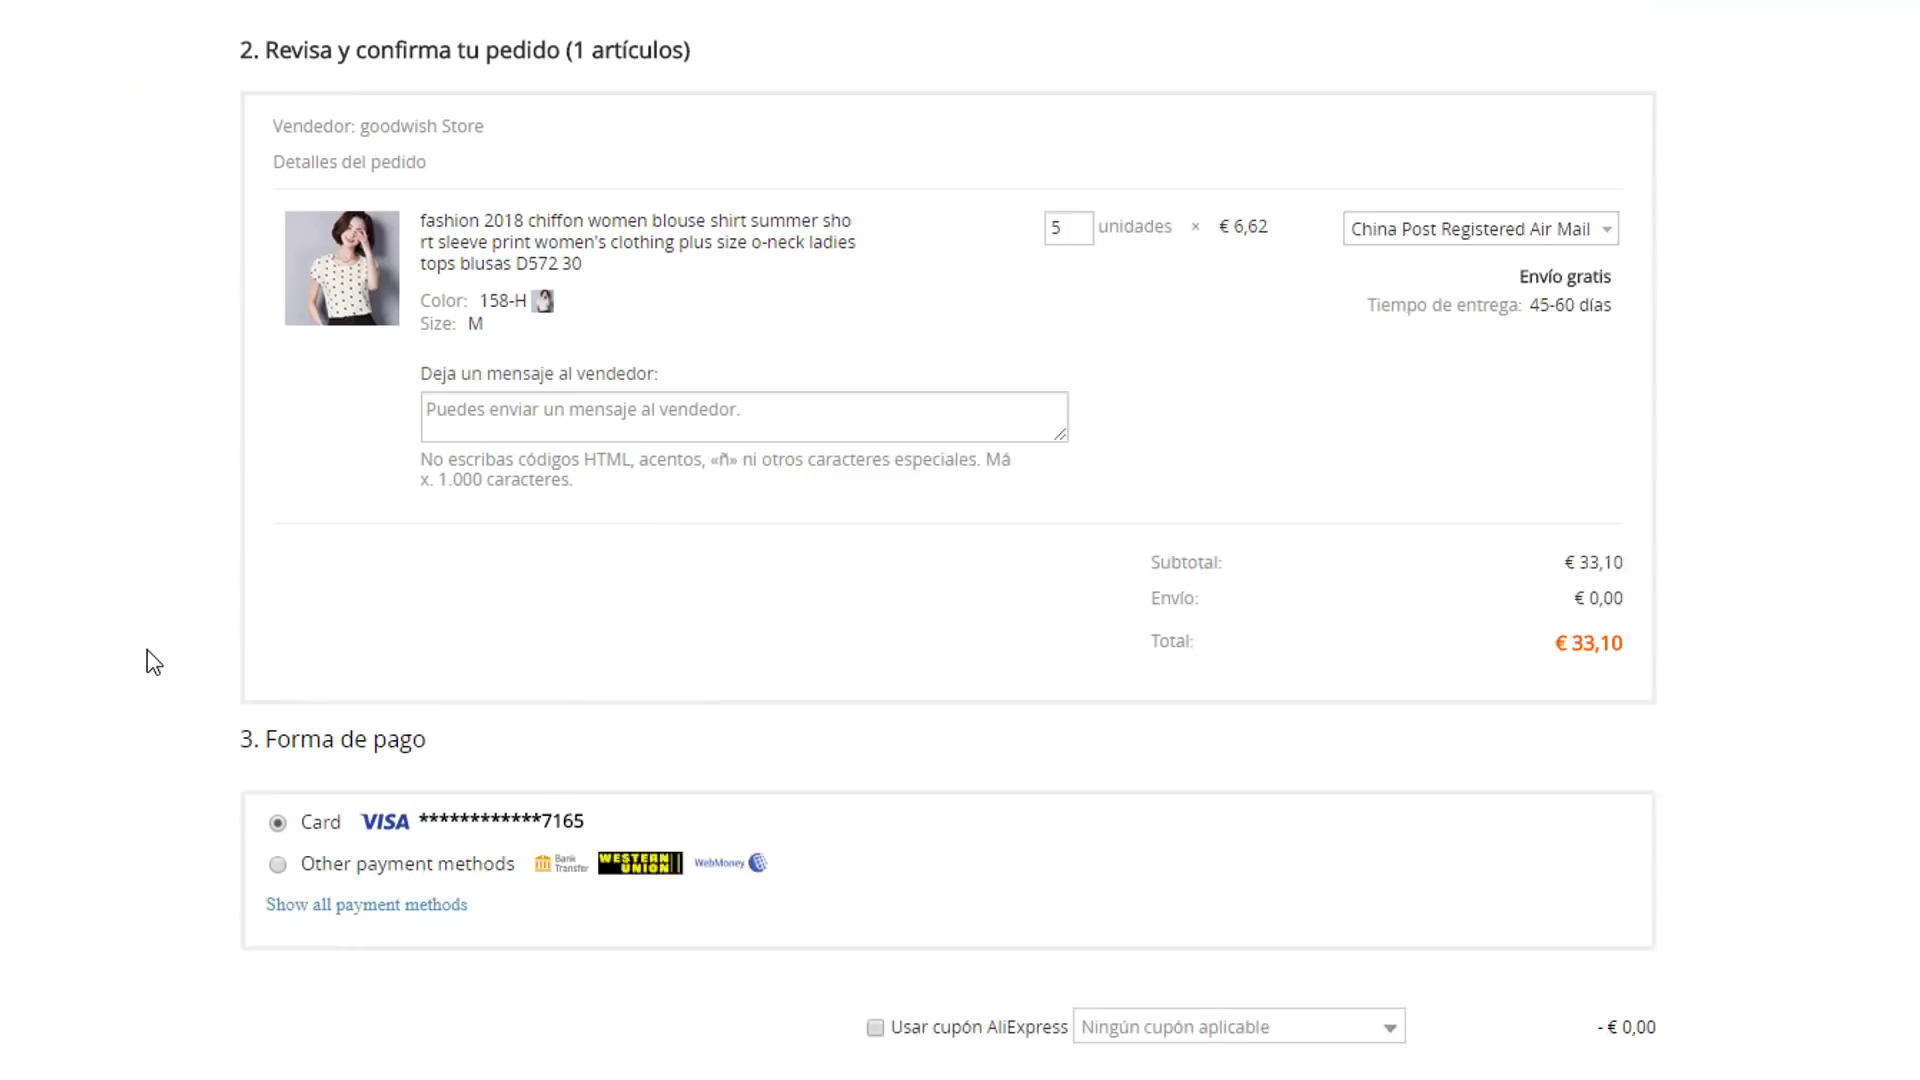 2. Revisa y confirma tu pedido (1 artículos)
Vendedor: goodwish Store
Detalles del pedido
fashion 2018 chiffon women blouse shirt summer sho
rt sleeve print women's clothing plus size o-neck ladies
tops blusas D572 30
Color: 158-H
Size: M
5 unidades × € 6,62
China Post Registered Air Mail
Envío gratis
Tiempo de entrega: 45-60 días
Deja un mensaje al vendedor:
Puedes enviar un mensaje al vendedor.
No escribas códigos HTML, acentos, «ñ» ni otros caracteres especiales. Má
x. 1.000 caracteres.
Subtotal: € 33,10
Envío: € 0,00
Total: € 33,10
3. Forma de pago
Card VISA ************7165
Other payment methods Bank Transfer WESTERN UNION WebMoney
Show all payment methods
Usar cupón AliExpress Ningún cupón aplicable - € 0,00